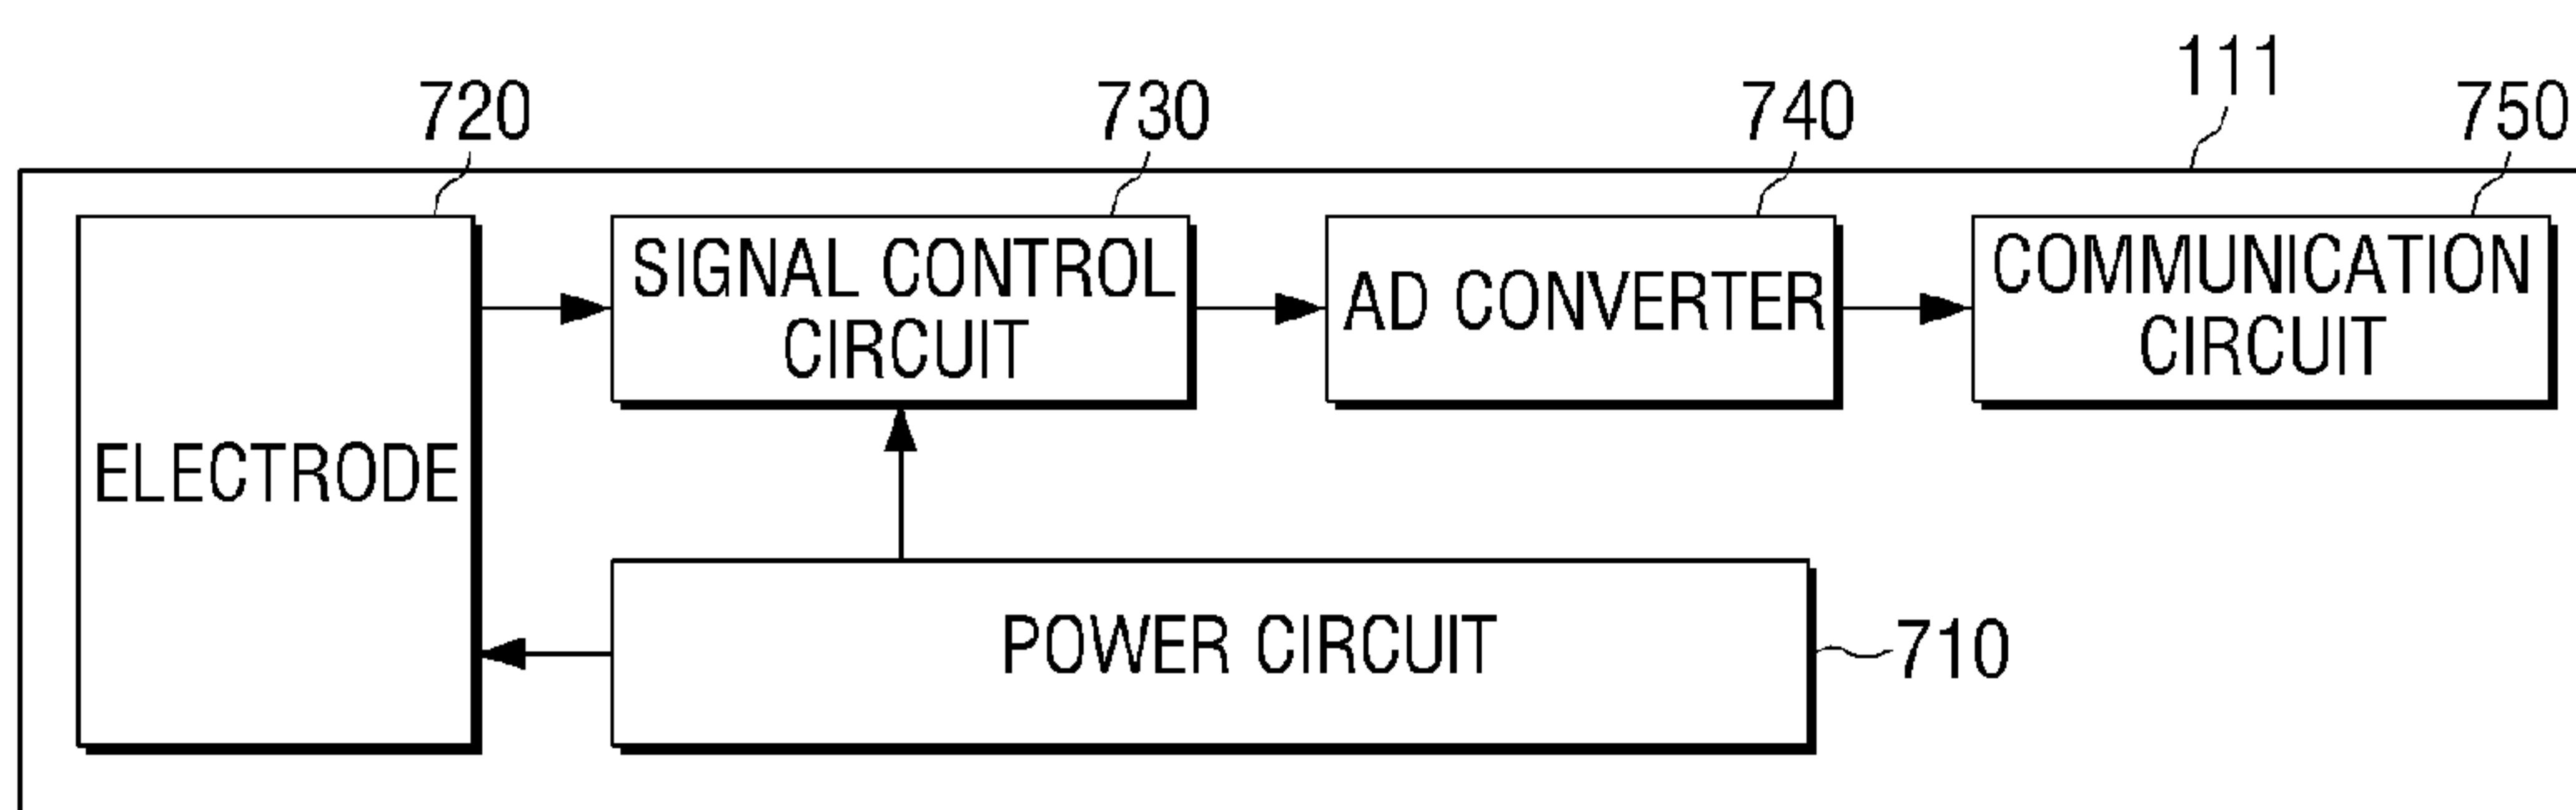 111
720
730
740
750
ELECTRODE
SIGNAL CONTROL
CIRCUIT
AD CONVERTER
COMMUNICATION
CIRCUIT
POWER CIRCUIT
710